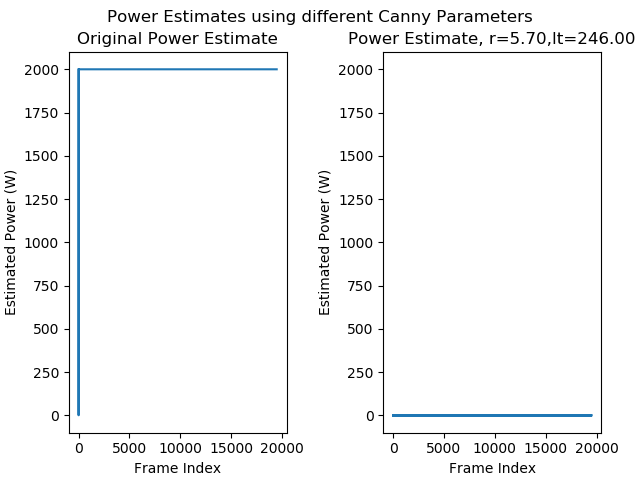 Power Estimates using different Canny Parameters
Original Power Estimate
Power Estimate, r=5.70,lt=246.00
Estimated Power (W)
2000
1750
1500
1250
1000
750
500
250
0
0 5000 10000 15000 20000
Frame Index
Estimated Power (W)
2000
1750
1500
1250
1000
750
500
250
0
0 5000 10000 15000 20000
Frame Index